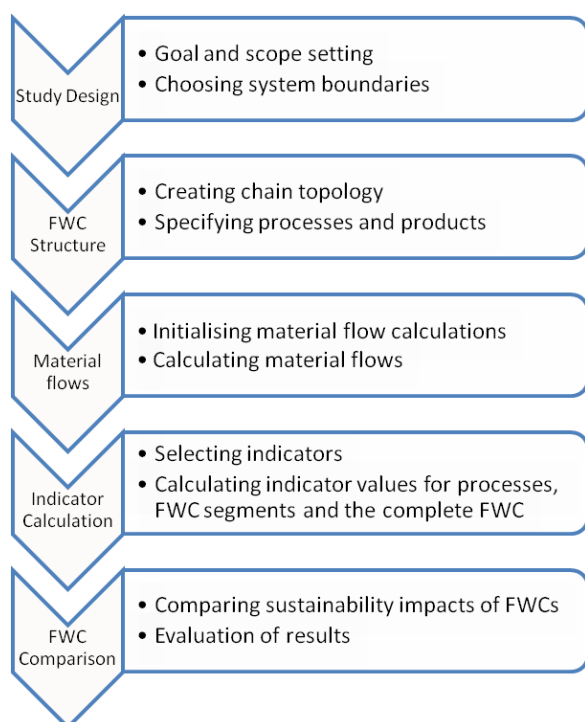 Study Design
• Goal and scope setting
• Choosing system boundaries
FWC
Structure
• Creating chain topology
• Specifying processes and products
Material
flows
• Initialising material flow calculations
• Calculating material flows
Indicator
Calculation
• Selecting indicators
• Calculating indicator values for processes,
FWC segments and the complete FWC
FWC
Comparison
• Comparing sustainability impacts of FWCs
• Evaluation of results